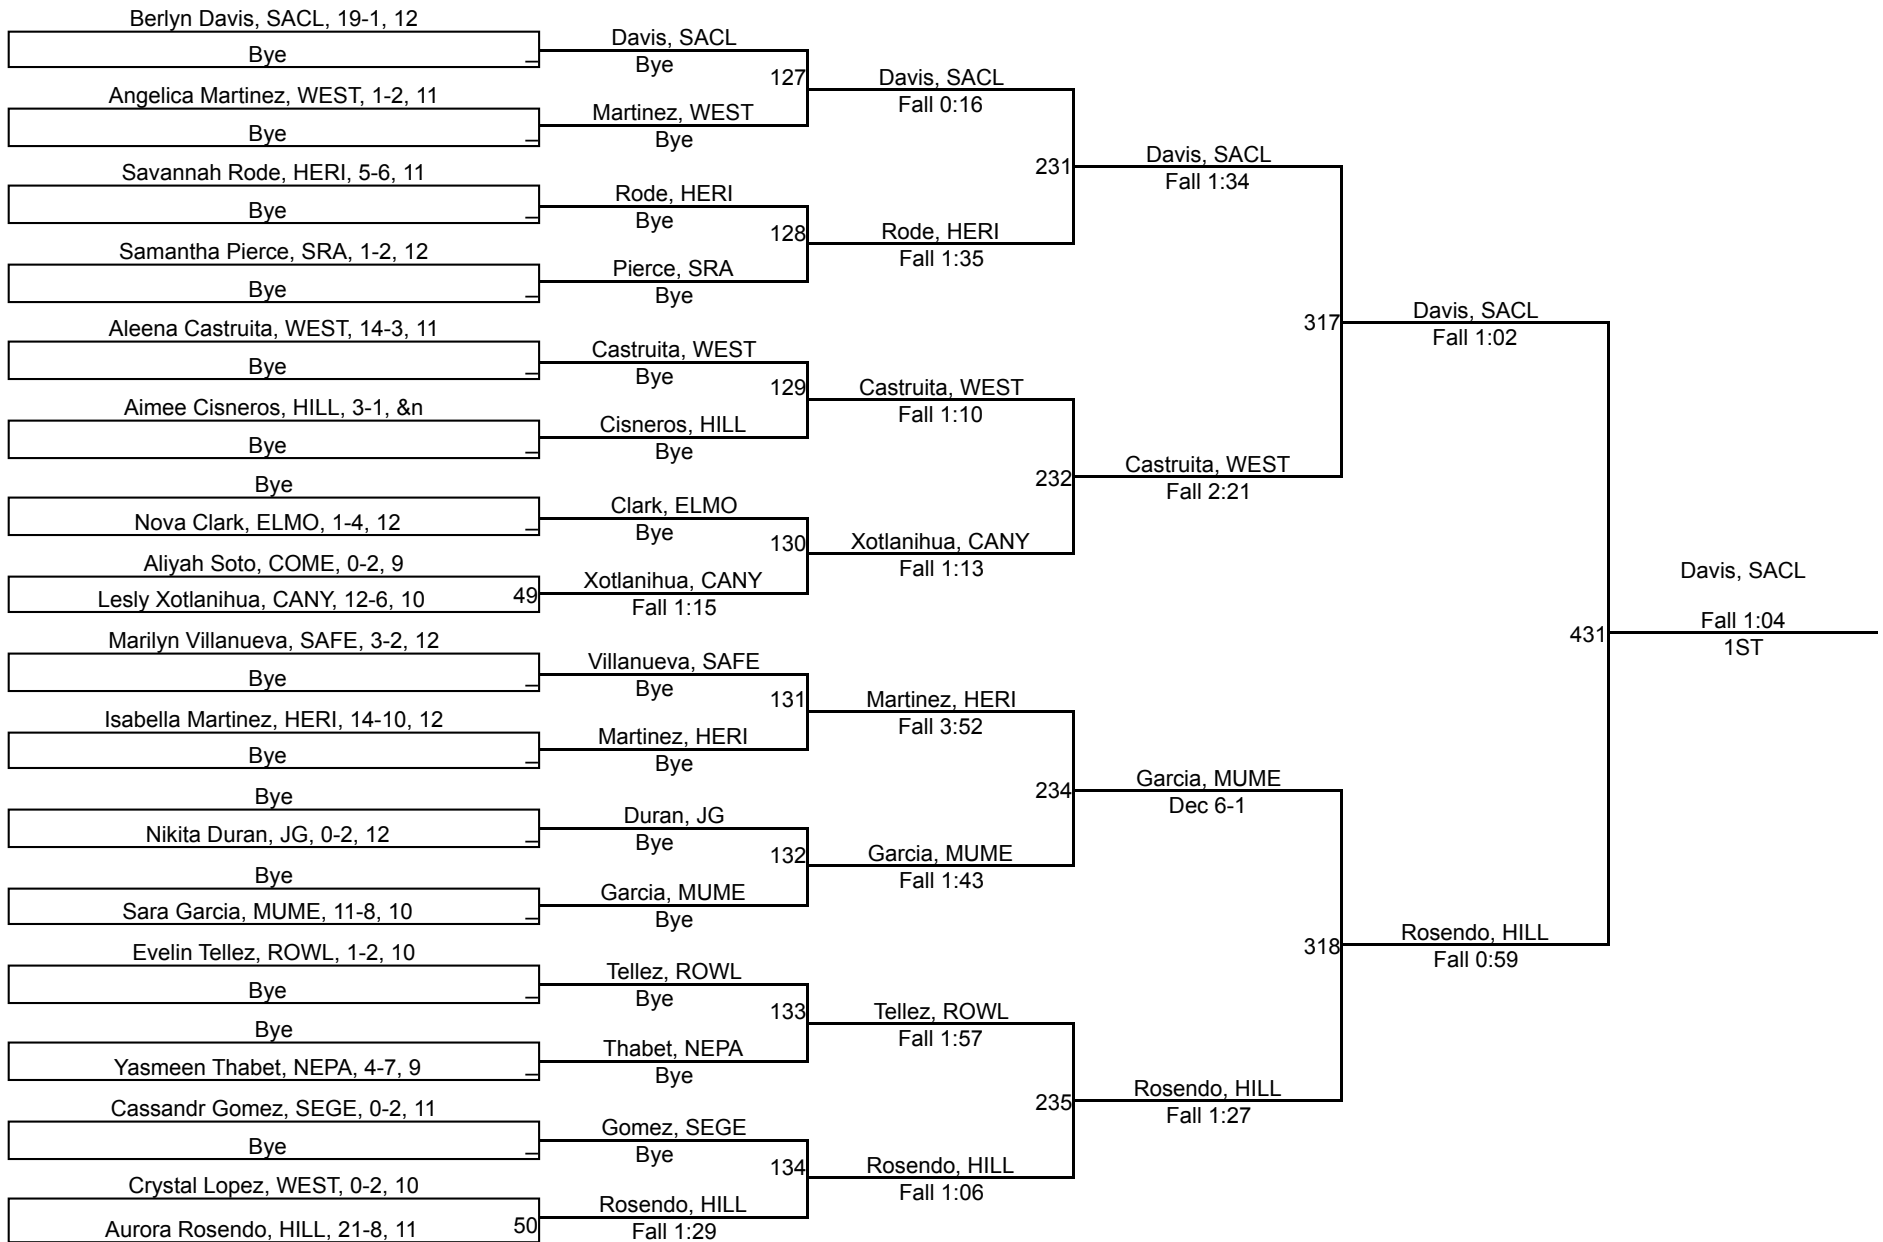 Berlyn Davis, SACL, 19-1, 12
Bye
Angelica Martinez, WEST, 1-2, 11
Bye
Savannah Rode, HERI, 5-6, 11
Bye
Samantha Pierce, SRA, 1-2, 12
Bye
Aleena Castruita, WEST, 14-3, 11
Bye
Aimee Cisneros, HILL, 3-1, &n
Bye
Bye
Nova Clark, ELMO, 1-4, 12
Aliyah Soto, COME, 0-2, 9
Lesly Xotlanihua, CANY, 12-6, 10
49
Marilyn Villanueva, SAFE, 3-2, 12
Bye
Isabella Martinez, HERI, 14-10, 12
Bye
Bye
Nikita Duran, JG, 0-2, 12
Bye
Sara Garcia, MUME, 11-8, 10
Evelin Tellez, ROWL, 1-2, 10
Bye
Bye
Yasmeen Thabet, NEPA, 4-7, 9
Cassandr Gomez, SEGE, 0-2, 11
Bye
Crystal Lopez, WEST, 0-2, 10
Aurora Rosendo, HILL, 21-8, 11
50
Davis, SACL
Bye
127
Martinez, WEST
Bye
Rode, HERI
Bye
128
Pierce, SRA
Bye
Castruita, WEST
Bye
129
Cisneros, HILL
Bye
Clark, ELMO
Bye
130
Xotlanihua, CANY
Fall 1:15
Villanueva, SAFE
Bye
131
Martinez, HERI
Bye
Duran, JG
Bye
132
Garcia, MUME
Bye
Tellez, ROWL
Bye
133
Thabet, NEPA
Bye
Gomez, SEGE
Bye
134
Rosendo, HILL
Fall 1:29
Davis, SACL
Fall 0:16
231
Rode, HERI
Fall 1:35
Castruita, WEST
Fall 1:10
232
Xotlanihua, CANY
Fall 1:13
Martinez, HERI
Fall 3:52
234
Garcia, MUME
Fall 1:43
Tellez, ROWL
Fall 1:57
235
Rosendo, HILL
Fall 1:06
Davis, SACL
Fall 1:34
317
Castruita, WEST
Fall 2:21
Garcia, MUME
Dec 6-1
318
Rosendo, HILL
Fall 1:27
Davis, SACL
Fall 1:02
431
Rosendo, HILL
Fall 0:59
Davis, SACL
Fall 1:04
1ST